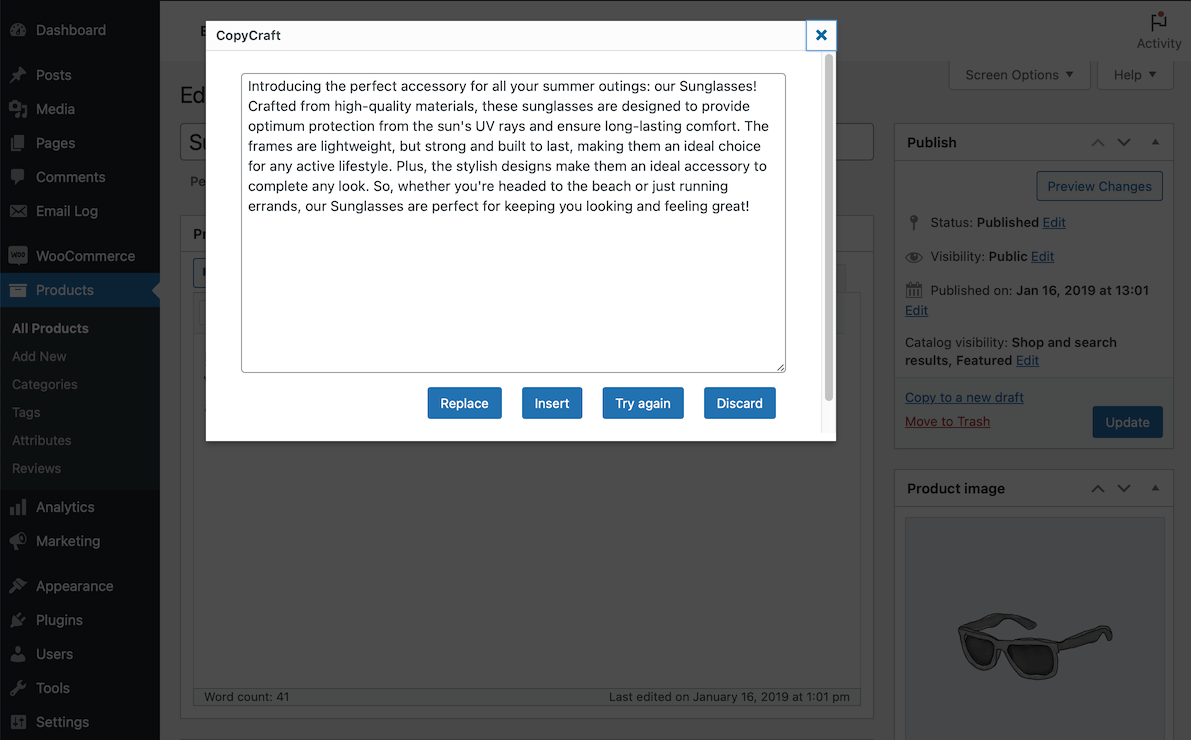 Dashboard
Posts
Media
Pages
Comments
Email Log
WOO WooCommerce
Products
All Products
Add New
Categories
Tags
Attributes
Reviews
Analytics
Marketing
Appearance
Plugins
Users
Tools
Settings
CopyCraft
Introducing the perfect accessory for all your summer outings: our Sunglasses!
Crafted from high-quality materials, these sunglasses are designed to provide
optimum protection from the sun's UV rays and ensure long-lasting comfort. The
frames are lightweight, but strong and built to last, making them an ideal choice
for any active lifestyle. Plus, the stylish designs make them an ideal accessory to
complete any look. So, whether you're headed to the beach or just running
errands, our Sunglasses are perfect for keeping you looking and feeling great!
Replace Insert Try again Discard
Ed
Su
Pe
Word count: 41 Last edited on January 16, 2019 at 1:01 pm
Activity
Screen Options Help
Publish
Preview Changes
Status: Published Edit
Visibility: Public Edit
Published on: Jan 16, 2019 at 13:01
Edit
Catalog visibility: Shop and search
results, Featured Edit
Copy to a new draft
Move to Trash
Update
Product image